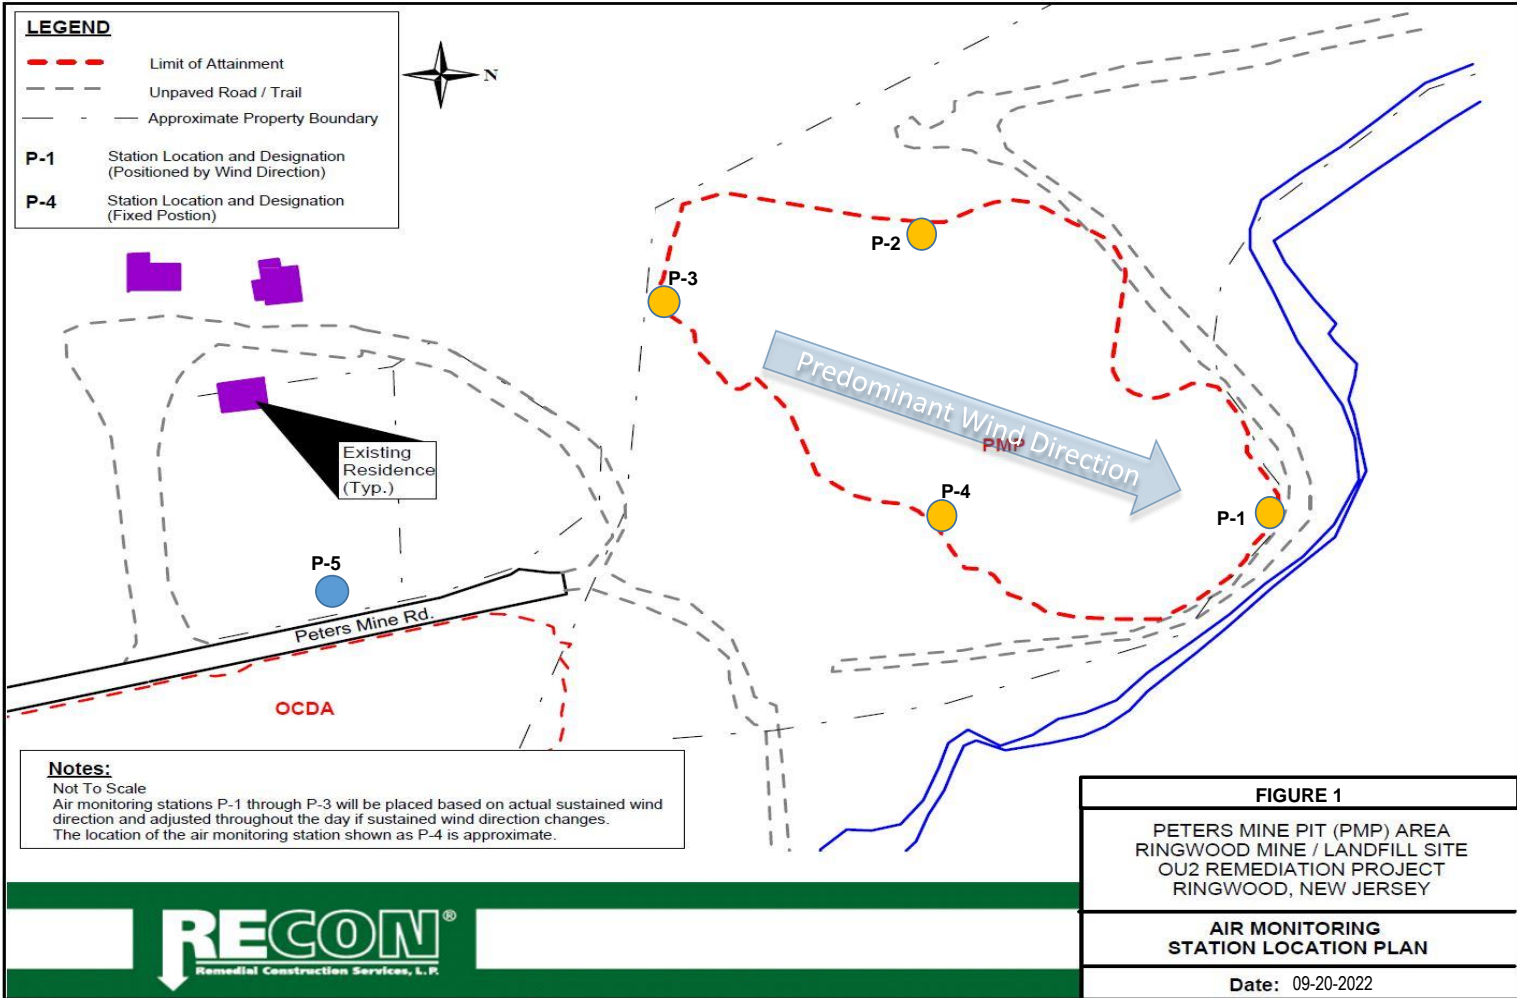 LEGEND
Limit of Attainment
Unpaved Road / Trail
Approximate Property Boundary
P-1 Station Location and Designation
(Positioned by Wind Direction)
P-4 Station Location and Designation
(Fixed Postion)
N
P-2
P-3
Predominant Wind Direction
PMP
P-4
P-1
Existing
Residence
(Typ.)
P-5
Peters Mine Rd.
OCDA
Notes:
Not To Scale
Air monitoring stations P-1 through P-3 will be placed based on actual sustained wind
direction and adjusted throughout the day if sustained wind direction changes.
The location of the air monitoring station shown as P-4 is approximate.
FIGURE 1
PETERS MINE PIT (PMP) AREA
RINGWOOD MINE / LANDFILL SITE
OU2 REMEDIATION PROJECT
RINGWOOD, NEW JERSEY
AIR MONITORING
STATION LOCATION PLAN
Date: 09-20-2022
RECON®
Remedial Construction Services, L.P.